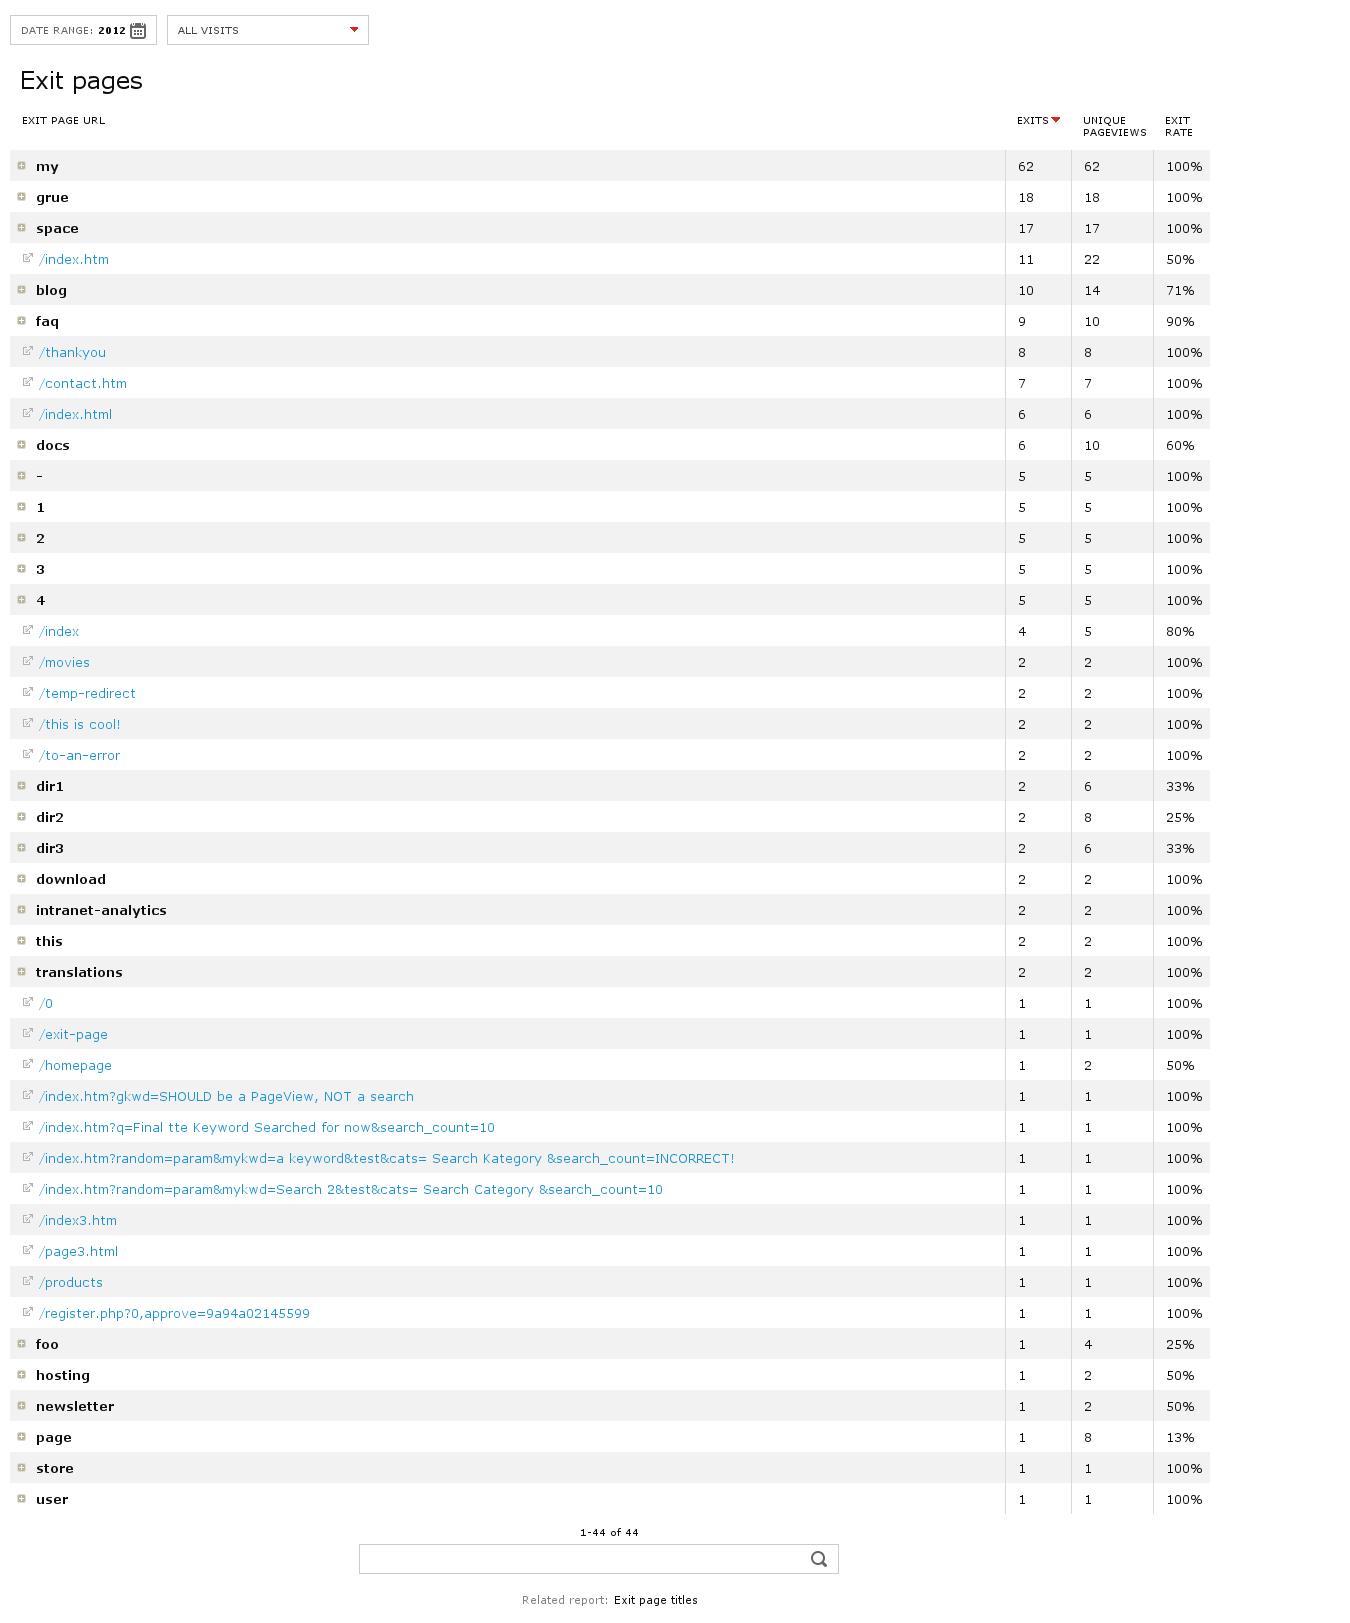 DATE RANGE: 2012 ALL VISITS
Exit pages
EXIT PAGE URL EXITS UNIQUE PAGEVIEWS EXIT RATE
my 62 62 100%
grue 18 18 100%
space 17 17 100%
/index.htm 11 22 50%
blog 10 14 71%
faq 9 10 90%
/thankyou 8 8 100%
/contact.htm 7 7 100%
/index.html 6 6 100%
docs 6 10 60%
- 5 5 100%
1 5 5 100%
2 5 5 100%
3 5 5 100%
4 5 5 100%
/index 4 5 80%
/movies 2 2 100%
/temp-redirect 2 2 100%
/this is cool! 2 2 100%
/to-an-error 2 2 100%
dir1 2 6 33%
dir2 2 8 25%
dir3 2 6 33%
download 2 2 100%
intranet-analytics 2 2 100%
this 2 2 100%
translations 2 2 100%
/0 1 1 100%
/exit-page 1 1 100%
/homepage 1 2 50%
/index.htm?gkwd=SHOULD be a PageView, NOT a search 1 1 100%
/index.htm?q=Final tte Keyword Searched for now&search_count=10 1 1 100%
/index.htm?random=param&mykwd=a keyword&test&cats= Search Kategory &search_count=INCORRECT! 1 1 100%
/index.htm?random=param&mykwd=Search 2&test&cats= Search Category &search_count=10 1 1 100%
/index3.htm 1 1 100%
/page3.html 1 1 100%
/products 1 1 100%
/register.php?0,approve=9a94a02145599 1 1 100%
foo 1 4 25%
hosting 1 2 50%
newsletter 1 2 50%
page 1 8 13%
store 1 1 100%
user 1 1 100%
1-44 of 44
Related report: Exit page titles